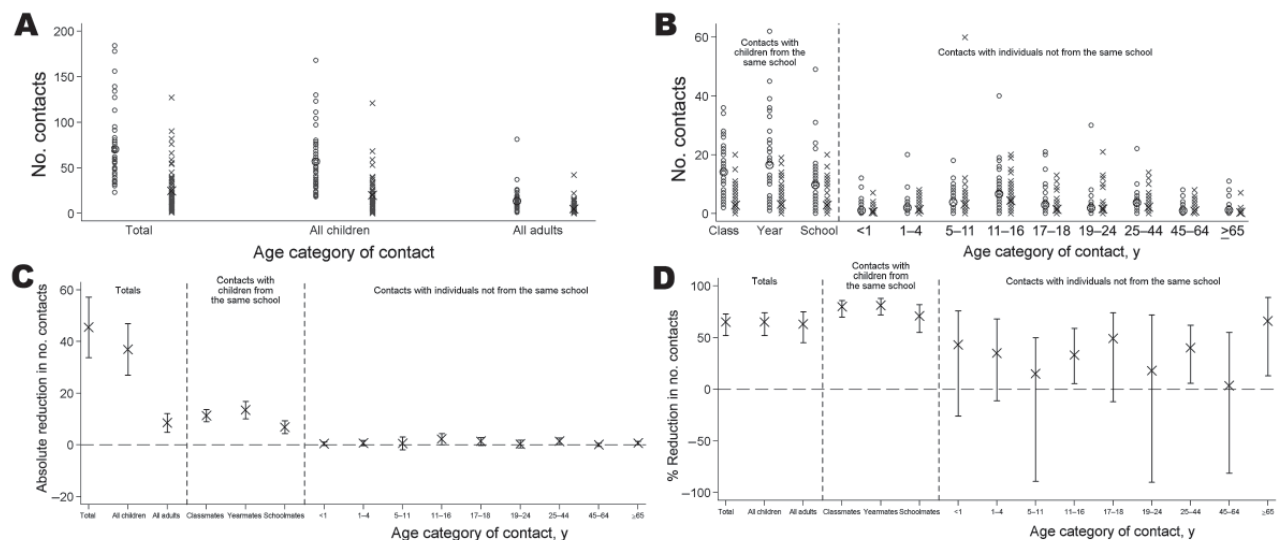 A
No. contacts
200
150
100
50
0
Total
All children
All adults
Age category of contact
B
No. contacts
60
40
20
0
Contacts with
children from the
same school
Contacts with individuals not from the same school
Class
Year
School
<1
1–4
5–11
11–16
17–18
19–24
25–44
45–64
≥65
Age category of contact, y
C
Absolute reduction in no. contacts
60
40
20
0
–20
Totals
Contacts with
children from
the same school
Contacts with individuals not from the same school
Total
All children
All adults
Classmates
Yearmates
Schoolmates
<1
1–4
5–11
11–16
17–18
19–24
25–44
45–64
≥65
Age category of contact, y
D
% Reduction in no. contacts
100
50
0
–50
–100
Totals
Contacts with
children from
the same school
Contacts with individuals not from the same school
Total
All children
All adults
Classmates
Yearmates
Schoolmates
<1
1–4
5–11
11–16
17–18
19–24
25–44
45–64
≥65
Age category of contact, y